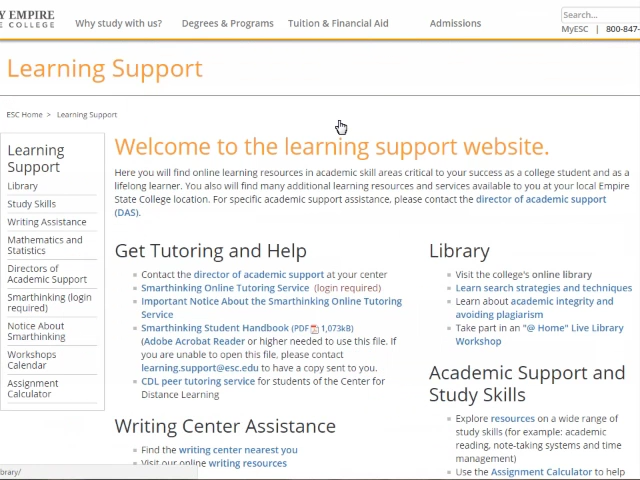 Y EMPIRE
E COLLEGE
Why study with us?
Degrees & Programs
Tuition & Financial Aid
Admissions
Search...
MyESC | 800-847-
Learning Support
ESC Home > Learning Support
Learning
Support
Library
Study Skills
Writing Assistance
Mathematics and
Statistics
Directors of
Academic Support
Smarthinking (login
required)
Notice About
Smarthinking
Workshops
Calendar
Assignment
Calculator
Welcome to the learning support website.
Here you will find online learning resources in academic skill areas critical to your success as a college student and as a
lifelong learner. You also will find many additional learning resources and services available to you at your local Empire
State College location. For specific academic support assistance, please contact the director of academic support
(DAS).
Get Tutoring and Help
Contact the director of academic support at your center
Smarthinking Online Tutoring Service (login required)
Important Notice About the Smarthinking Online Tutoring
Service
Smarthinking Student Handbook (PDF 1,073kB)
(Adobe Acrobat Reader or higher needed to use this file. If
you are unable to open this file, please contact
learning.support@esc.edu to have a copy sent to you.
CDL peer tutoring service for students of the Center for
Distance Learning
Writing Center Assistance
Find the writing center nearest you
Visit our online writing resources
Library
Visit the college's online library
Learn search strategies and techniques
Learn about academic integrity and
avoiding plagiarism
Take part in an "@ Home" Live Library
Workshop
Academic Support and
Study Skills
Explore resources on a wide range of
study skills (for example: academic
reading, note-taking systems and time
management)
Use the Assignment Calculator to help
brary/